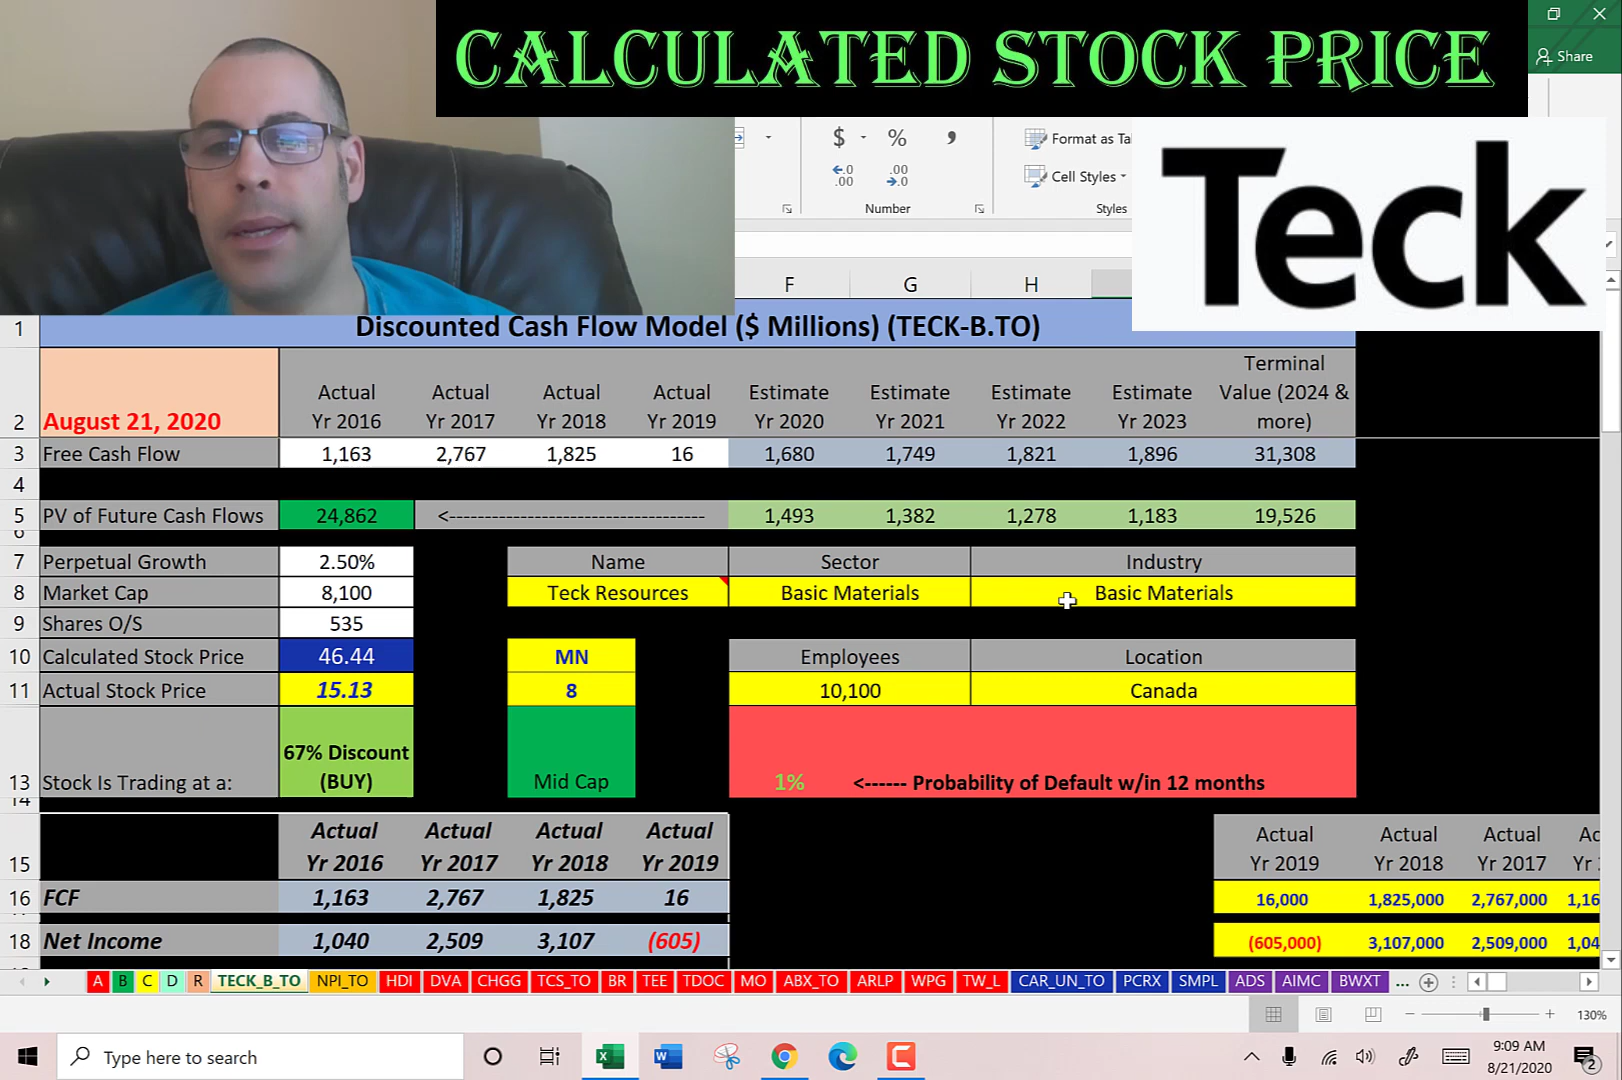 CALCULATED STOCK PRICE
Share
Teck
$ % , Format as Ta
Cell Styles
Number Styles
F G H
1 Discounted Cash Flow Model ($ Millions) (TECK-B.TO)
2 August 21, 2020 Actual Yr 2016 Actual Yr 2017 Actual Yr 2018 Actual Yr 2019 Estimate Yr 2020 Estimate Yr 2021 Estimate Yr 2022 Estimate Yr 2023 Terminal Value (2024 & more)
3 Free Cash Flow 1,163 2,767 1,825 16 1,680 1,749 1,821 1,896 31,308
4
5 PV of Future Cash Flows 24,862 <------------------------------------- 1,493 1,382 1,278 1,183 19,526
6
7 Perpetual Growth 2.50% Name Sector Industry
8 Market Cap 8,100 Teck Resources Basic Materials Basic Materials
9 Shares O/S 535
10 Calculated Stock Price 46.44 MN Employees Location
11 Actual Stock Price 15.13 8 10,100 Canada
13 Stock Is Trading at a: 67% Discount (BUY) Mid Cap 1% <------ Probability of Default w/in 12 months
14
15 Actual Yr 2016 Actual Yr 2017 Actual Yr 2018 Actual Yr 2019 Actual Yr 2019 Actual Yr 2018 Actual Yr 2017 Ac Yr
16 FCF 1,163 2,767 1,825 16 16,000 1,825,000 2,767,000 1,16
18 Net Income 1,040 2,509 3,107 (605) (605,000) 3,107,000 2,509,000 1,04
A B C D R TECK_B_TO NPI_TO HDI DVA CHGG TCS_TO BR TEE TDOC MO ABX_TO ARLP WPG TW_L CAR_UN_TO PCRX SMPL ADS AIMC BWXT ...
130%
Type here to search
9:09 AM
8/21/2020
2